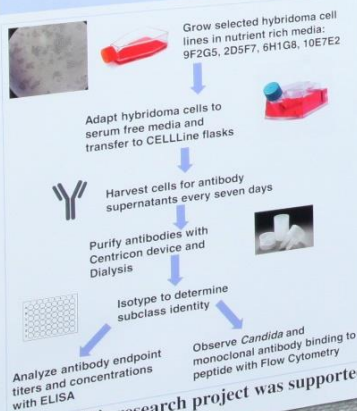 Grow selected hybridoma cell
lines in nutrient rich media:
9F2G5, 2D5F7, 6H1G8, 10E7E2
Adapt hybridoma cells to
serum free media and
transfer to CELLLine flasks
Harvest cells for antibody
supernatants every seven days
Purify antibodies with
Centricon device and
Dialysis
Isotype to determine
subclass identity
Analyze antibody endpoint
titers and concentrations
with ELISA
Observe Candida and
monoclonal antibody binding to
peptide with Flow Cytometry
research project was supporte